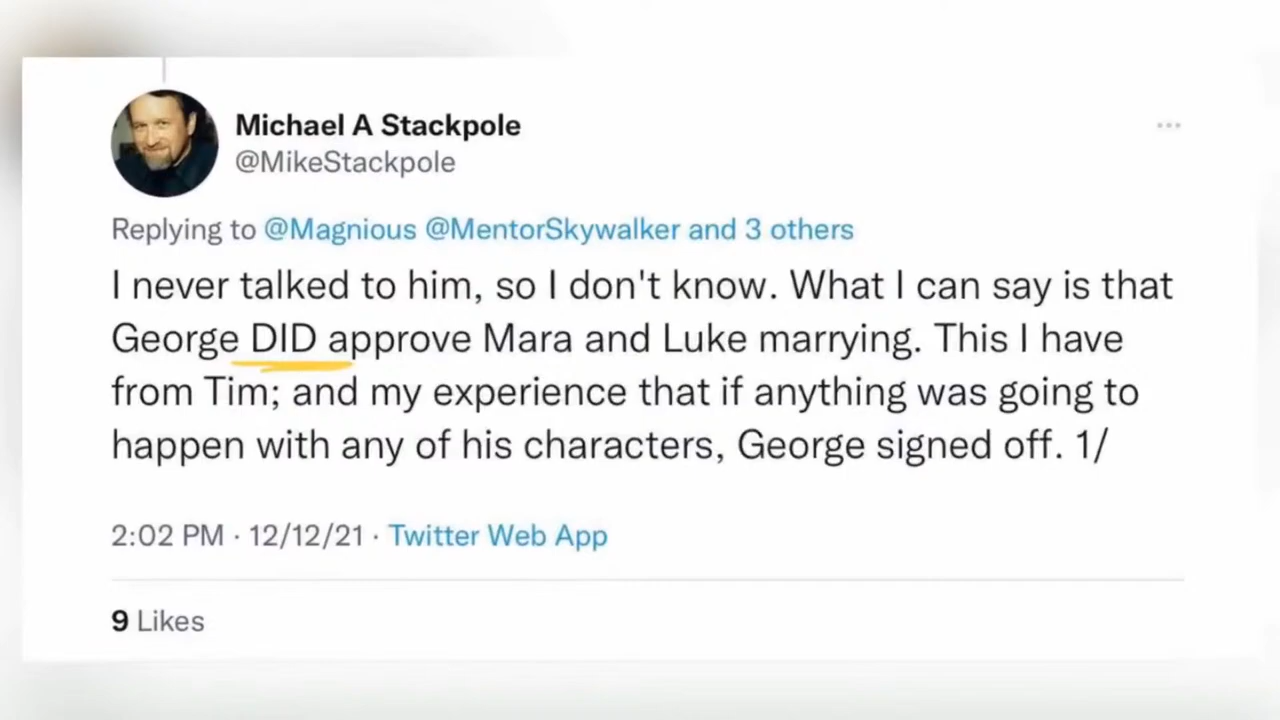 Michael A Stackpole
@MikeStackpole
Replying to @Magnious @MentorSkywalker and 3 others
I never talked to him, so I don't know. What I can say is that
George DID approve Mara and Luke marrying. This I have
from Tim; and my experience that if anything was going to
happen with any of his characters, George signed off. 1/
2:02 PM · 12/12/21 · Twitter Web App
9 Likes